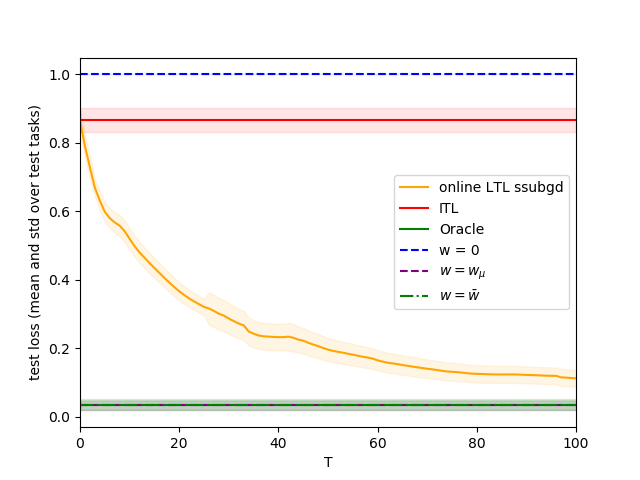 1.0
0.8
0.6
0.4
0.2
0.0
test loss (mean and std over test tasks)
online LTL ssubgd
ITL
Oracle
w = 0
w = w_μ
w = w̄
0 20 40 60 80 100
T